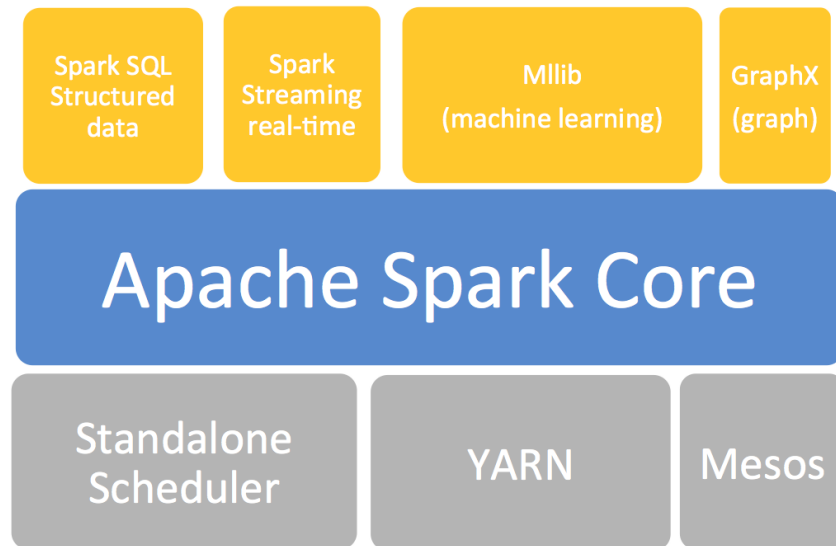 Spark SQL
Structured
data
Spark
Streaming
real-time
Mllib
(machine learning)
GraphX
(graph)
Apache Spark Core
Standalone
Scheduler
YARN
Mesos